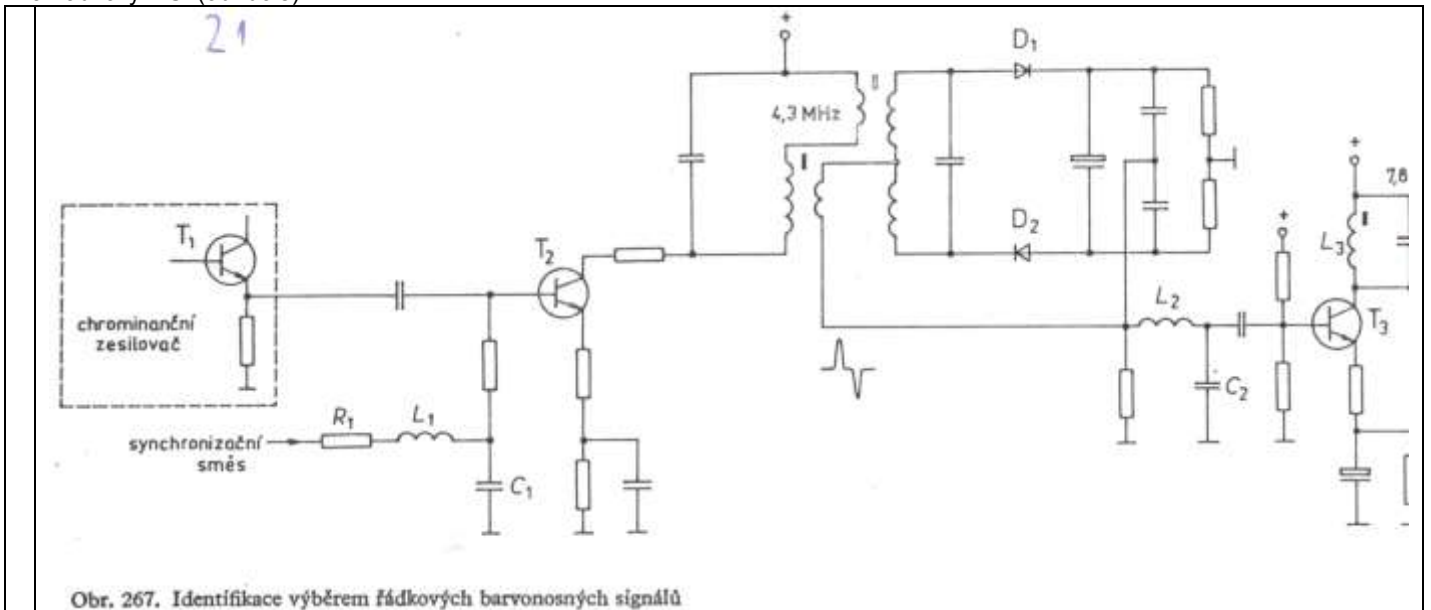 21
+
D₁
4,3 MHz
+
7,8
T₁
D₂
+
L₃
T₂
L₂
T₃
chrominanční
zesilovač
C₂
R₁
L₁
synchronizační
směs
C₁
Obr. 267. Identifikace výběrem řádkových barvonosných signálů